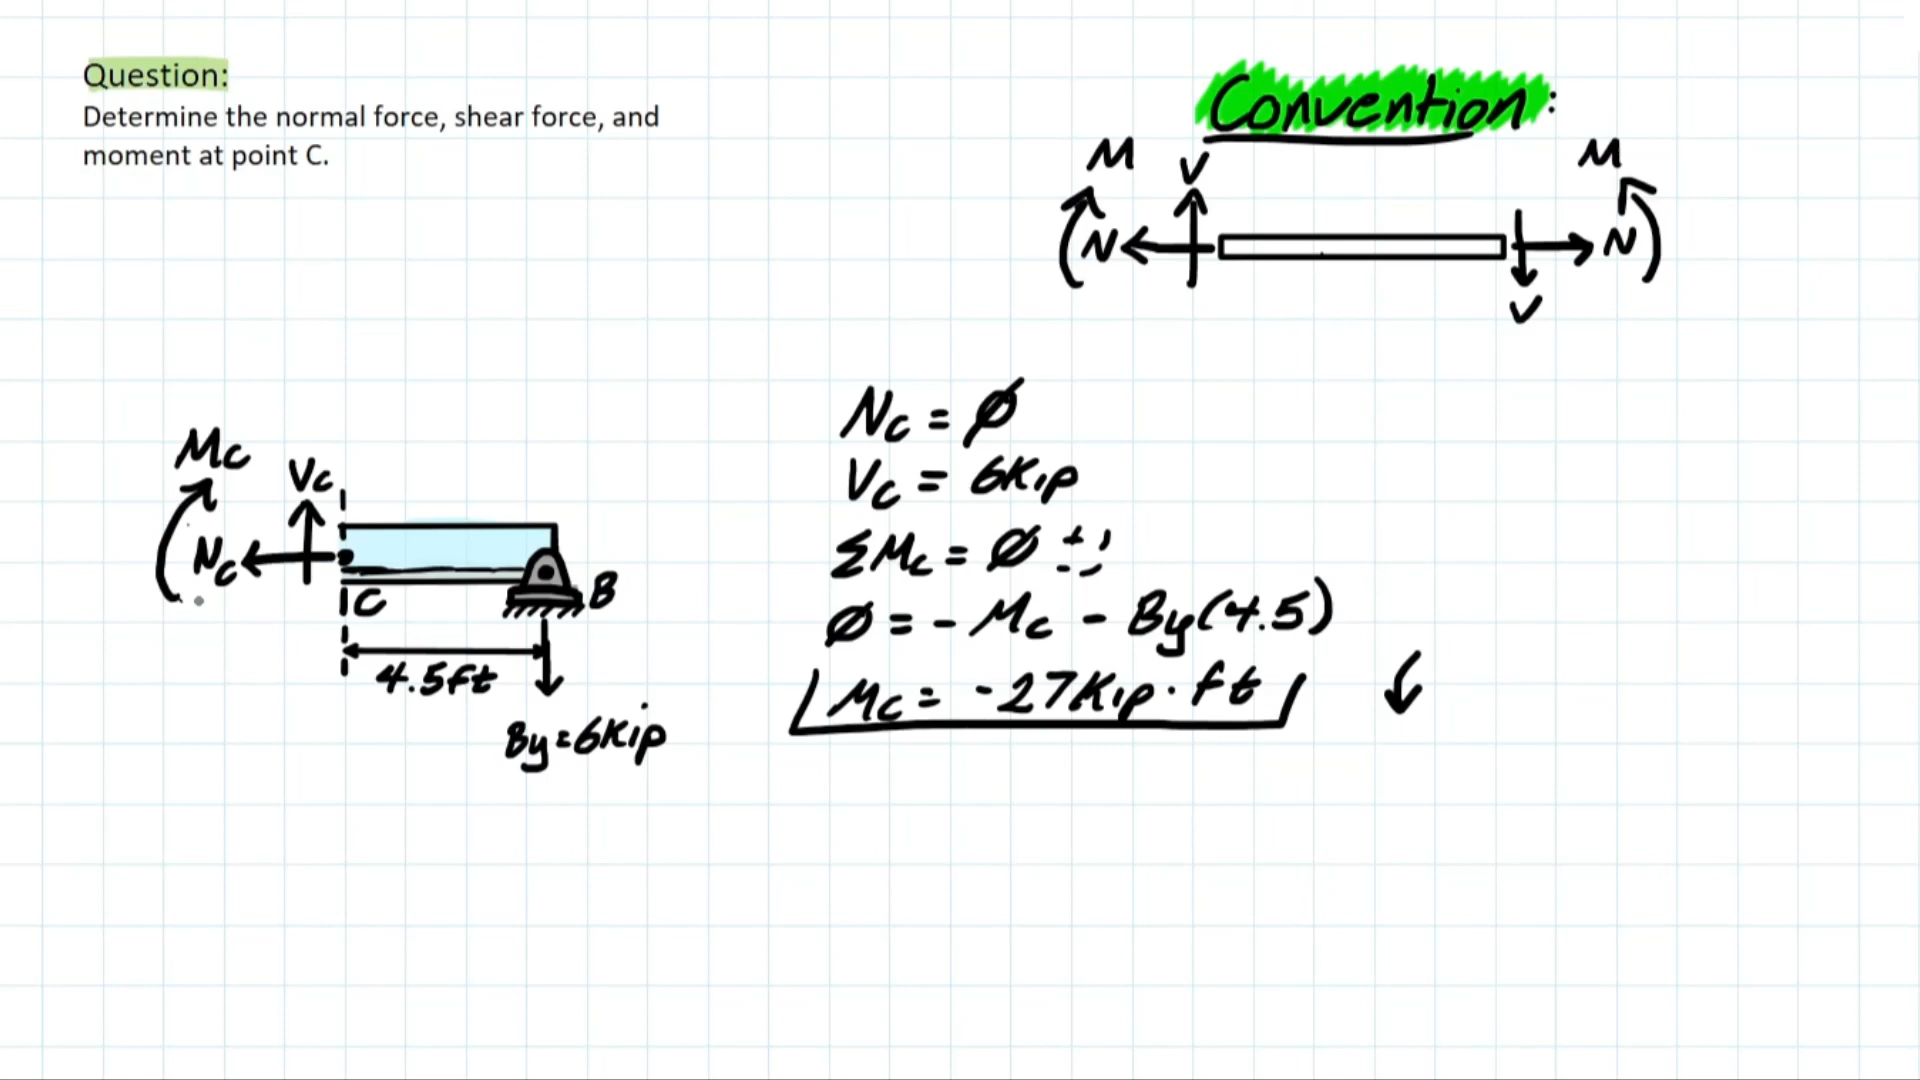 Question:
Determine the normal force, shear force, and
moment at point C.
Convention:
M V M
N N
V
Nc = ∅
Vc = 6Kip
ΣMc = ∅ +
∅ = - Mc - By(4.5)
Mc = -27Kip·ft
Mc
Vc
Nc
C
B
4.5ft
By=6Kip